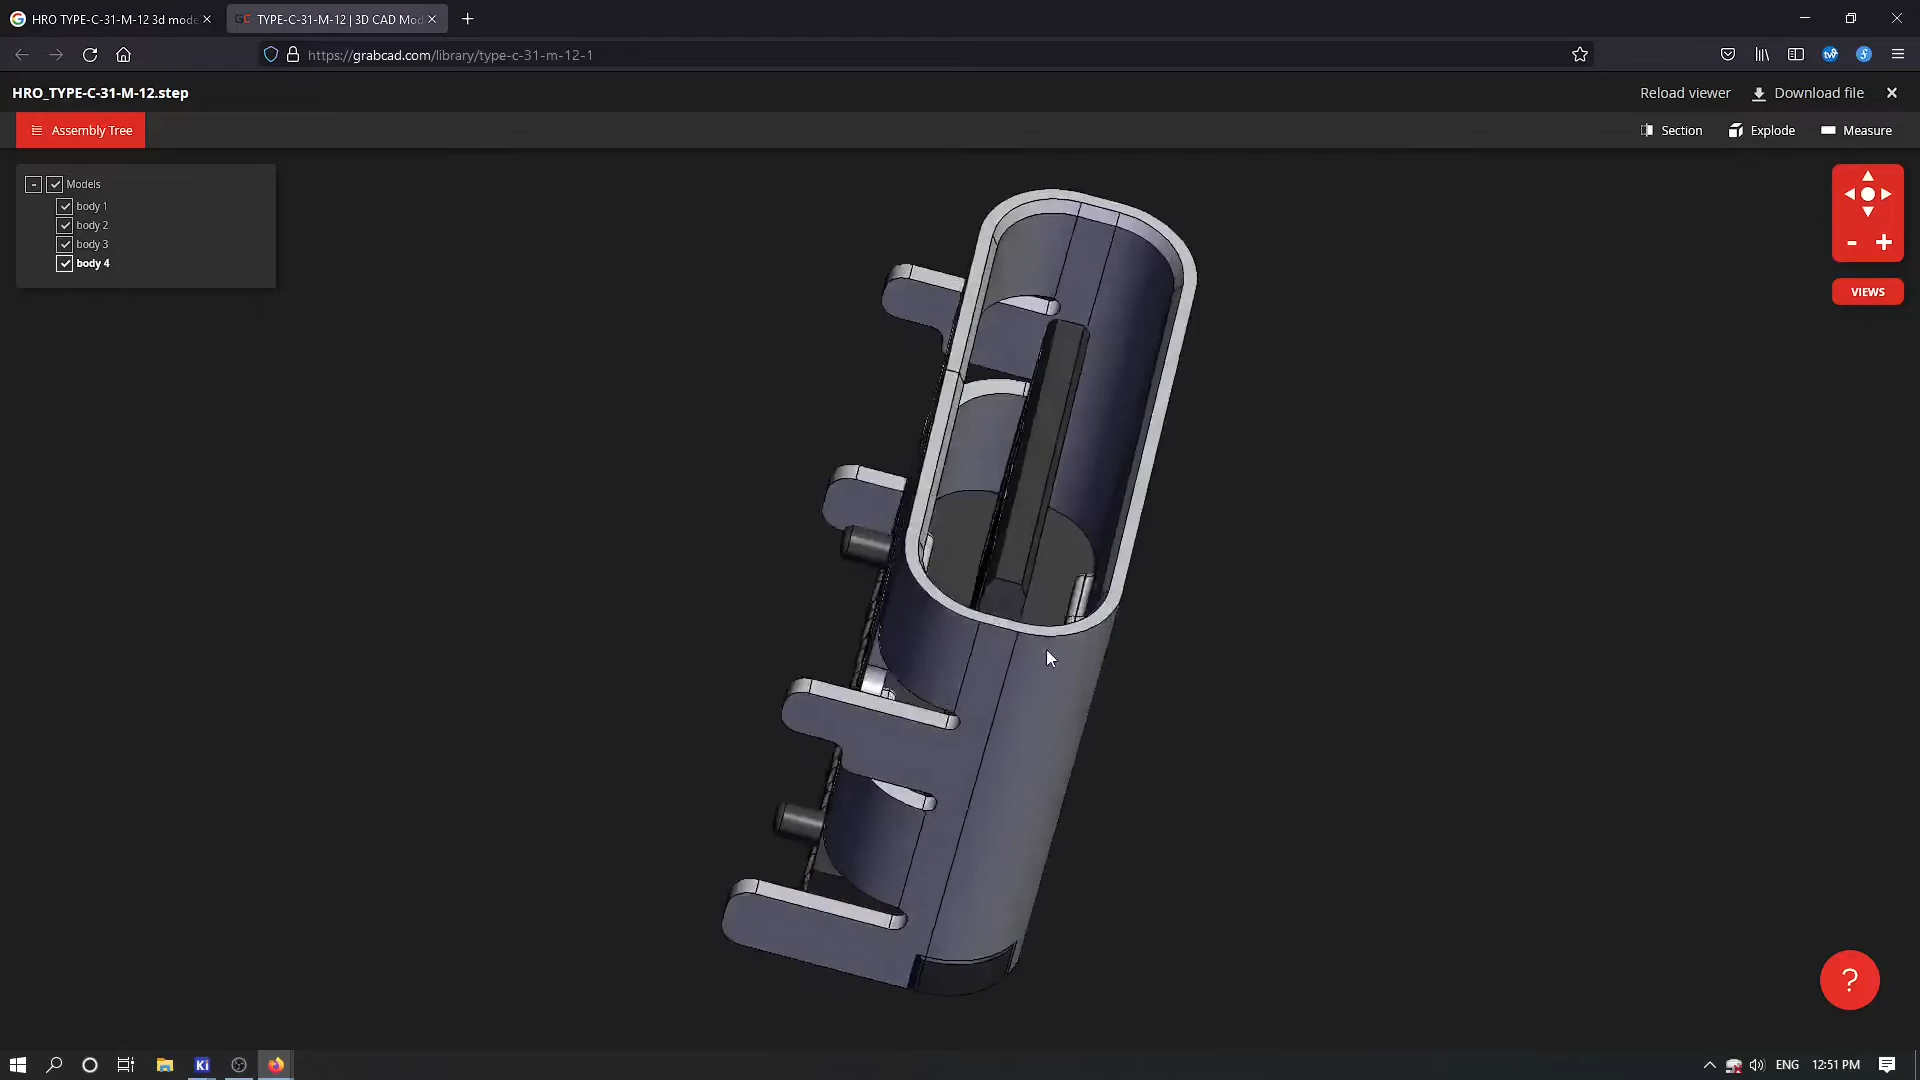 HRO TYPE-C-31-M-12 3d mode
TYPE-C-31-M-12 | 3D CAD Mod
https://grabcad.com/library/type-c-31-m-12-1
HRO_TYPE-C-31-M-12.step
Reload viewer
Download file
Assembly Tree
Section
Explode
Measure
Models
body 1
body 2
body 3
body 4
- +
VIEWS
?
Ki
ENG
12:51 PM